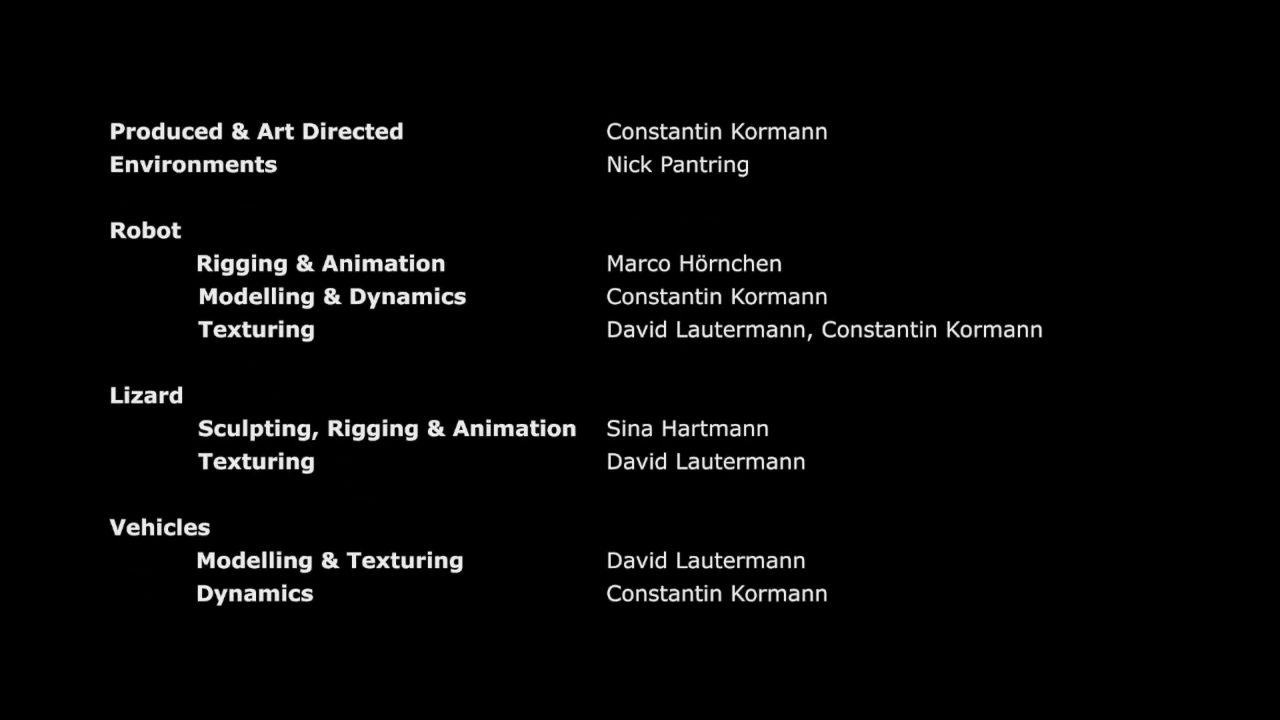 Produced & Art Directed Constantin Kormann
Environments Nick Pantring
Robot
Rigging & Animation Marco Hörnchen
Modelling & Dynamics Constantin Kormann
Texturing David Lautermann, Constantin Kormann
Lizard
Sculpting, Rigging & Animation Sina Hartmann
Texturing David Lautermann
Vehicles
Modelling & Texturing David Lautermann
Dynamics Constantin Kormann